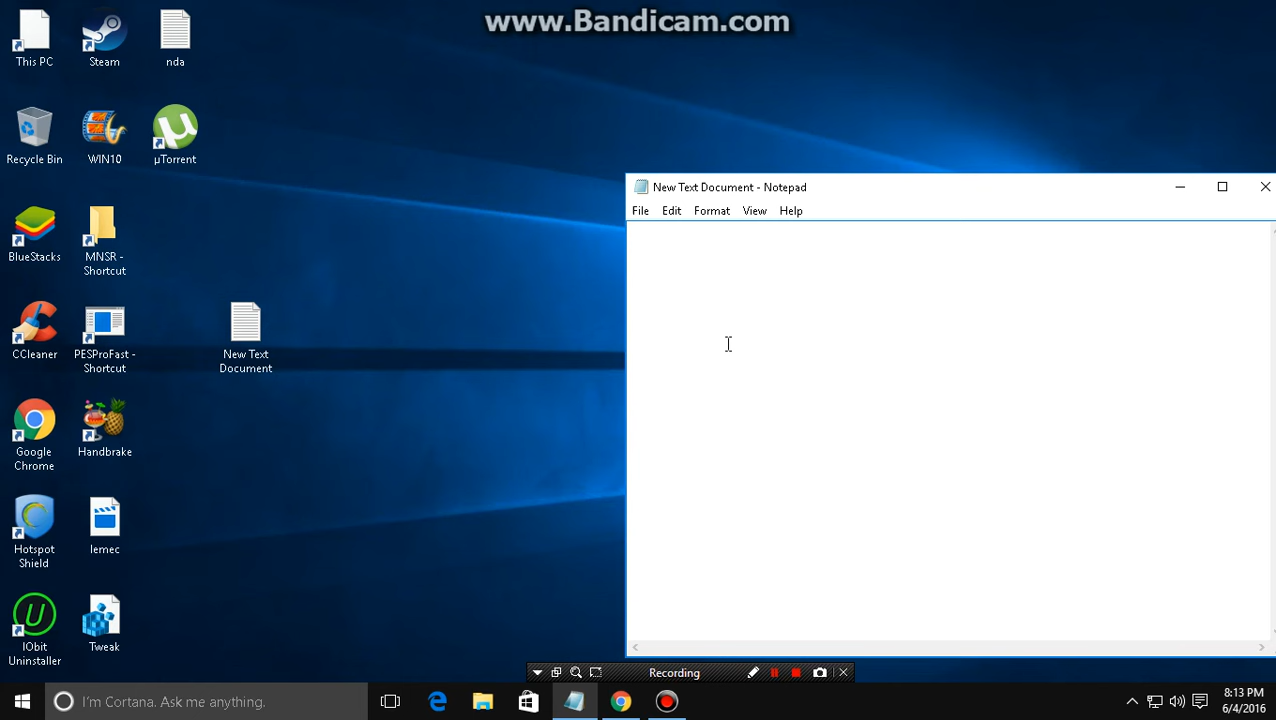 www.Bandicam.com
This PC
Steam
nda
Recycle Bin
WIN10
µTorrent
BlueStacks
MNSR -
Shortcut
CCleaner
PESProFast -
Shortcut
New Text
Document
Google
Chrome
Handbrake
Hotspot
Shield
lemec
IObit
Uninstaller
Tweak
New Text Document - Notepad
File Edit Format View Help
Recording
I'm Cortana. Ask me anything.
8:13 PM
6/4/2016